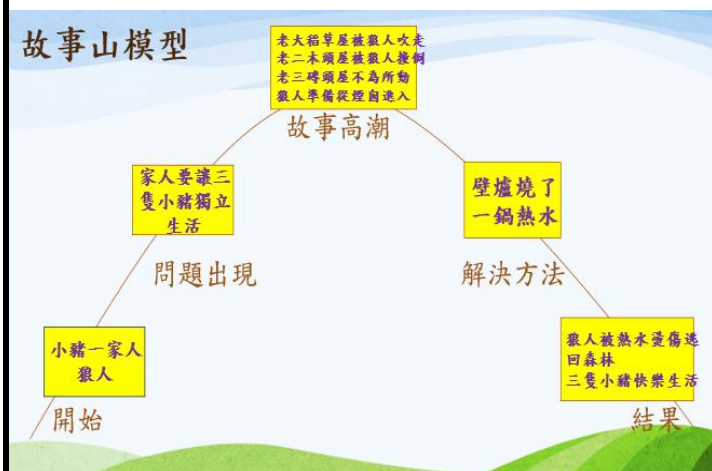 故事山模型
老大稻草屋被狼人吹走
老二木頭屋被狼人撞倒
老三磚頭屋不為所動
狼人準備從煙囪進入
故事高潮
家人要讓三
隻小豬獨立
生活
問題出現
壁爐燒了
一鍋熱水
解決方法
小豬一家人
狼人
開始
狼人被熱水燙傷逃
回森林
三隻小豬快樂生活
結果